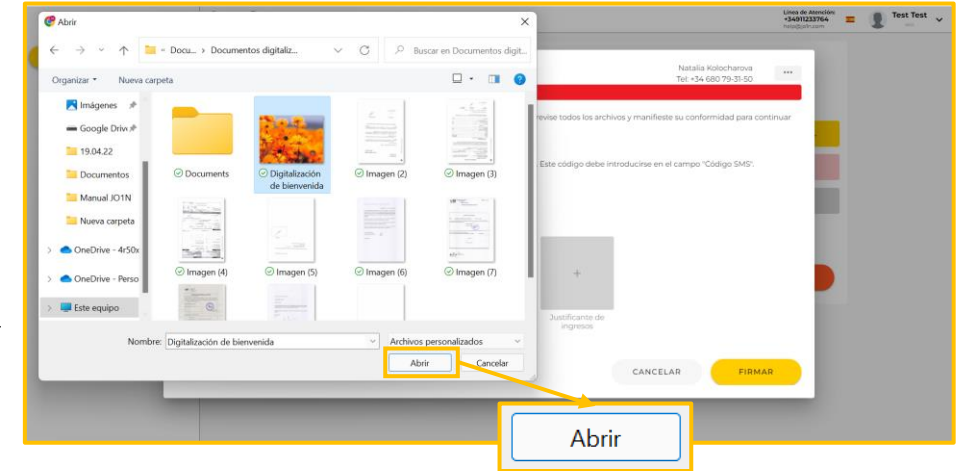 Abrir
Línea de Atención:
+34911233764
Test Test
Docu... > Documentos digitaliz...
Buscar en Documentos digit...
Organizar
Nueva carpeta
Natalia Kolocharova
Tel: +34 680 79-31-50
Imágenes
Google Driv
19.04.22
Documentos
Manual JO1N
Nueva carpeta
OneDrive - 4r50x
OneDrive - Perso
Este equipo
Documents
Digitalización
de bienvenida
Imagen (2)
Imagen (3)
Imagen (4)
Imagen (5)
Imagen (6)
Imagen (7)
revise todos los archivos y manifieste su conformidad para continuar
Este código debe introducirse en el campo "Código SMS".
+
Justificante de
ingresos
Nombre: Digitalización de bienvenida
Archivos personalizados
Abrir
Cancelar
CANCELAR
FIRMAR
Abrir